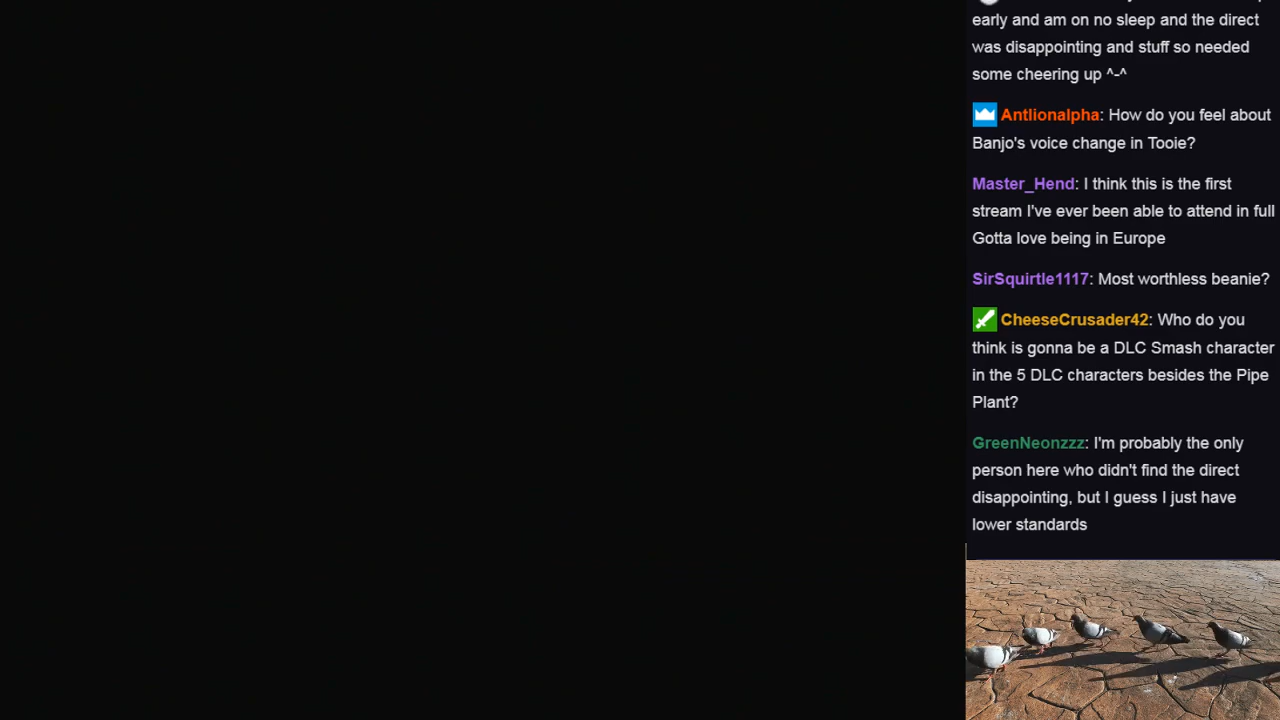 early and am on no sleep and the direct
was disappointing and stuff so needed
some cheering up ^-^
Antlionalpha: How do you feel about
Banjo's voice change in Tooie?
Master_Hend: I think this is the first
stream I've ever been able to attend in full
Gotta love being in Europe
SirSquirtle1117: Most worthless beanie?
CheeseCrusader42: Who do you
think is gonna be a DLC Smash character
in the 5 DLC characters besides the Pipe
Plant?
GreenNeonzzz: I'm probably the only
person here who didn't find the direct
disappointing, but I guess I just have
lower standards